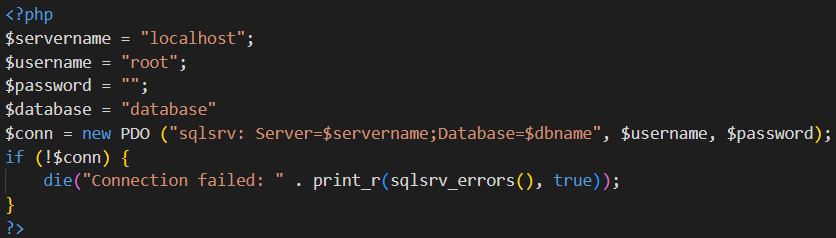 <?php
$servername = "localhost";
$username = "root";
$password = "";
$database = "database"
$conn = new PDO ("sqlsrv: Server=$servername;Database=$dbname", $username, $password);
if (!$conn) {
    die("Connection failed: " . print_r(sqlsrv_errors(), true));
}
?>